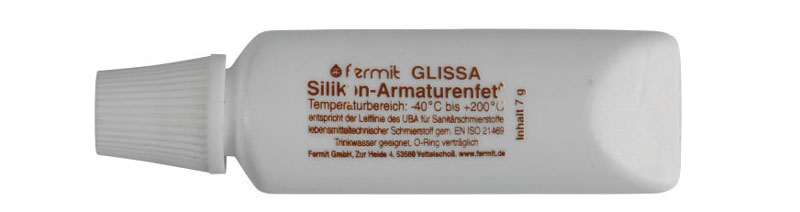 fermit GLISSA
Silikon-Armaturenfett
Temperaturbereich: -40°C bis +200°C
entspricht der Leitlinie des UBA für Sanitärschmierstoffe
lebensmitteltechnischer Schmierstoff gem. EN ISO 21469
Trinkwasser geeignet, O-Ring verträglich
Fermit GmbH, Zur Heide 4, 53560 Vettelschoß, www.fermit.de
Inhalt 7 g